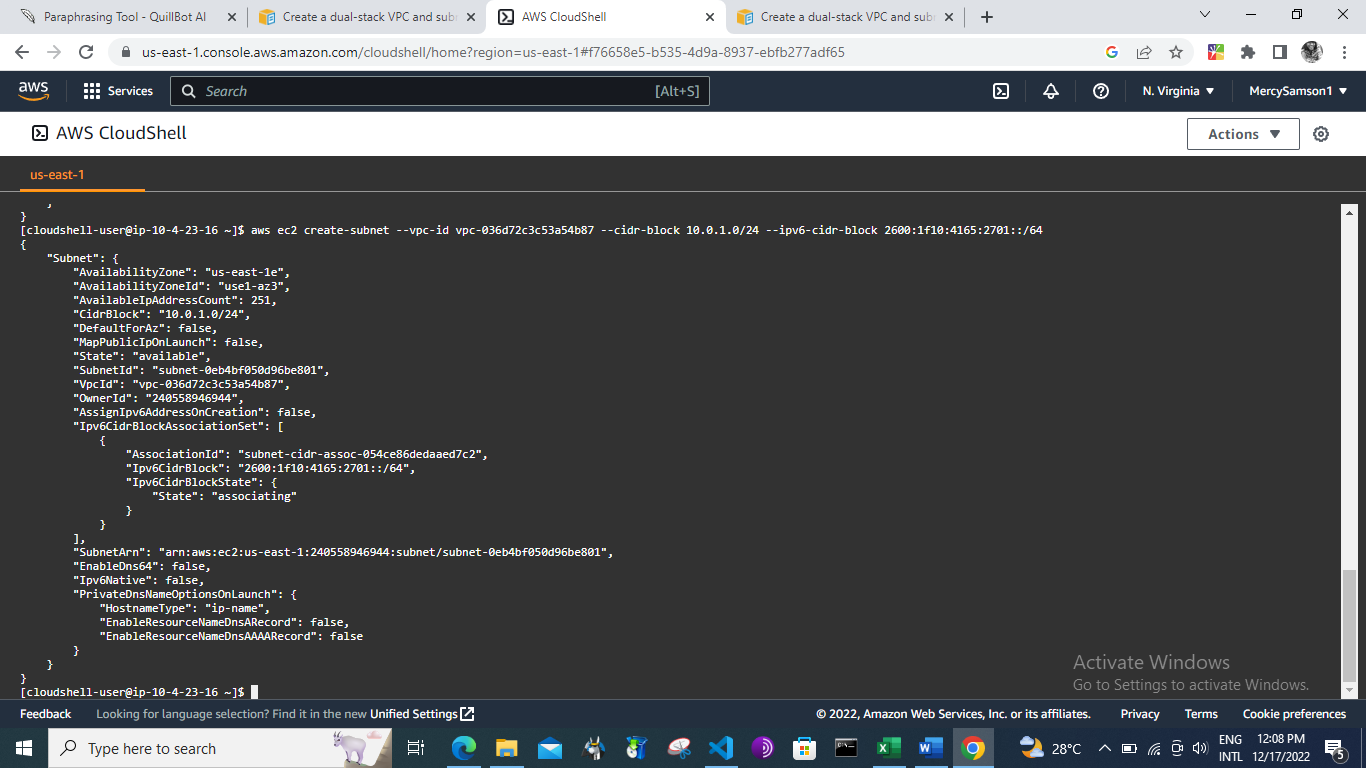 Paraphrasing Tool - QuillBot AI
Create a dual-stack VPC and subn
AWS CloudShell
Create a dual-stack VPC and subn
us-east-1.console.aws.amazon.com/cloudshell/home?region=us-east-1#f76658e5-b535-4d9a-8937-ebfb277adf65
aws
Services
Search
[Alt+S]
N. Virginia
MercySamson1
AWS CloudShell
Actions
us-east-1
}
[cloudshell-user@ip-10-4-23-16 ~]$ aws ec2 create-subnet --vpc-id vpc-036d72c3c53a54b87 --cidr-block 10.0.1.0/24 --ipv6-cidr-block 2600:1f10:4165:2701::/64
{
"Subnet": {
"AvailabilityZone": "us-east-1e",
"AvailabilityZoneId": "use1-az3",
"AvailableIpAddressCount": 251,
"CidrBlock": "10.0.1.0/24",
"DefaultForAz": false,
"MapPublicIpOnLaunch": false,
"State": "available",
"SubnetId": "subnet-0eb4bf050d96be801",
"VpcId": "vpc-036d72c3c53a54b87",
"OwnerId": "240558946944",
"AssignIpv6AddressOnCreation": false,
"Ipv6CidrBlockAssociationSet": [
{
"AssociationId": "subnet-cidr-assoc-054ce86dedaaed7c2",
"Ipv6CidrBlock": "2600:1f10:4165:2701::/64",
"Ipv6CidrBlockState": {
"State": "associating"
}
}
],
"SubnetArn": "arn:aws:ec2:us-east-1:240558946944:subnet/subnet-0eb4bf050d96be801",
"EnableDns64": false,
"Ipv6Native": false,
"PrivateDnsNameOptionsOnLaunch": {
"HostnameType": "ip-name",
"EnableResourceNameDnsARecord": false,
"EnableResourceNameDnsAAAARecord": false
}
}
}
[cloudshell-user@ip-10-4-23-16 ~]$
Activate Windows
Go to Settings to activate Windows.
Feedback
Looking for language selection? Find it in the new Unified Settings
© 2022, Amazon Web Services, Inc. or its affiliates.
Privacy
Terms
Cookie preferences
Type here to search
28°C
ENG
INTL
12:08 PM
12/17/2022
5